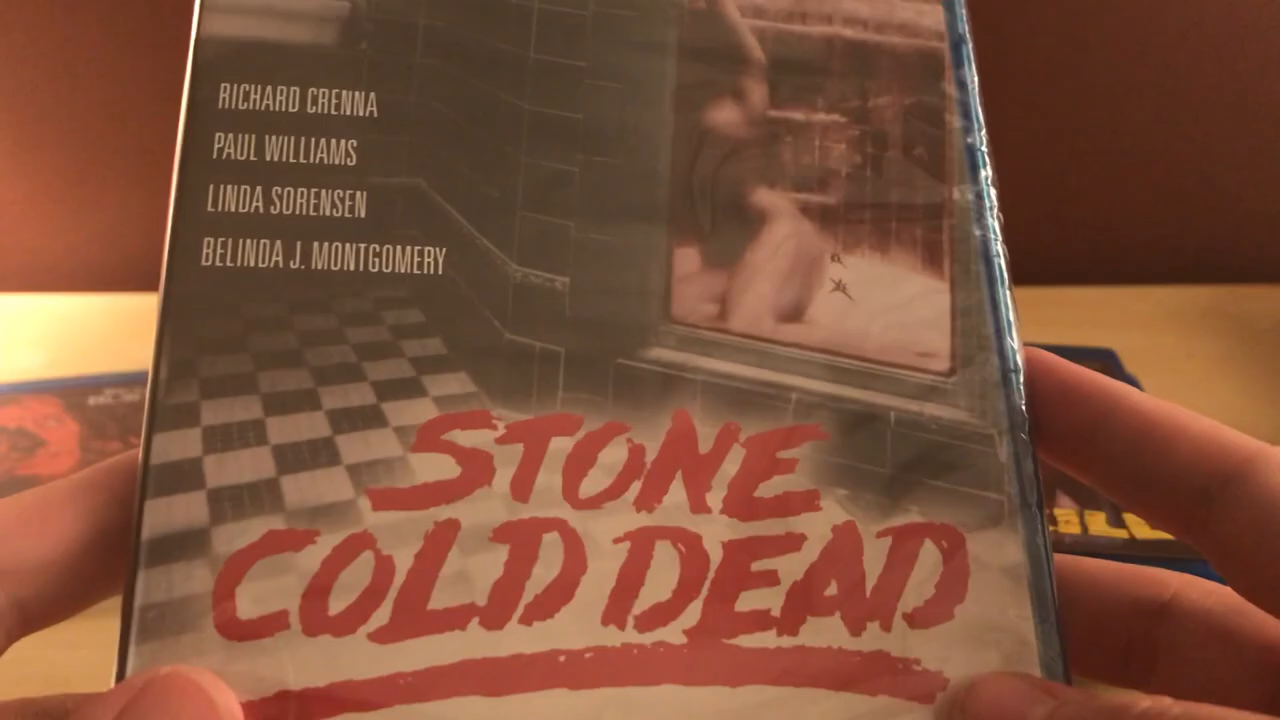 RICHARD CRENNA
PAUL WILLIAMS
LINDA SORENSEN
BELINDA J. MONTGOMERY
STONE
COLD DEAD